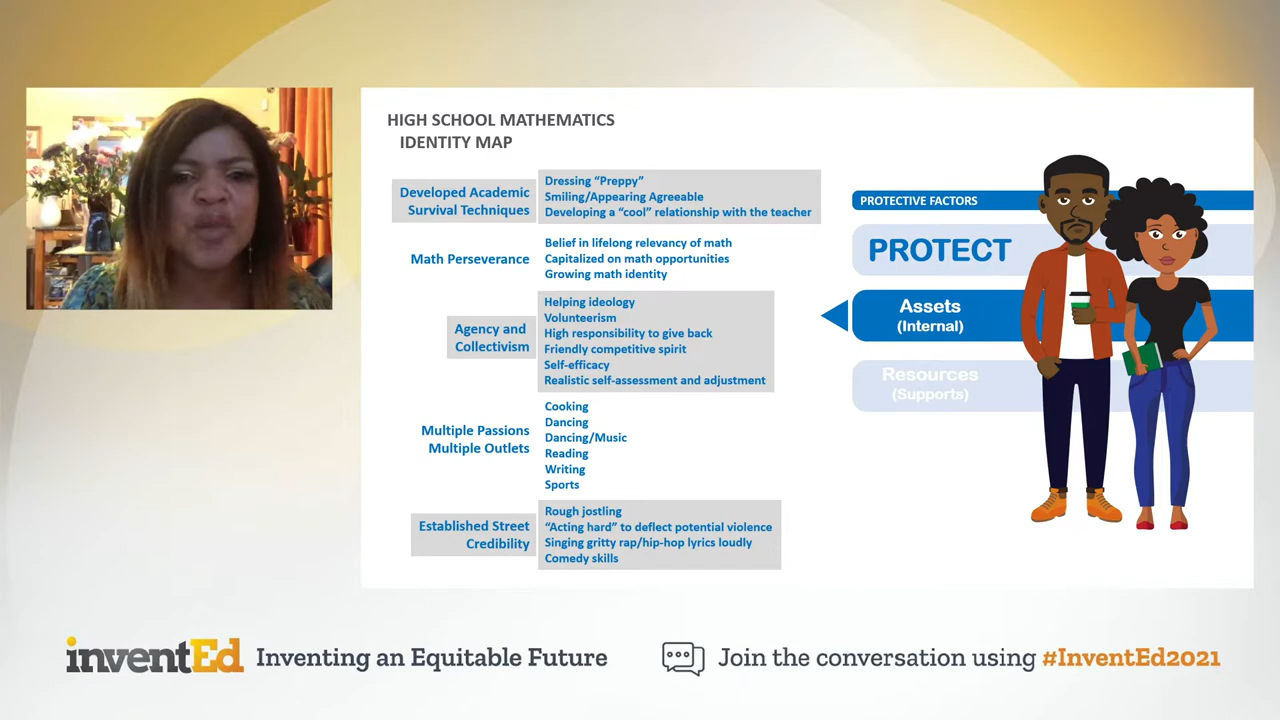 HIGH SCHOOL MATHEMATICS
IDENTITY MAP
Developed Academic
Survival Techniques
Dressing “Preppy”
Smiling/Appearing Agreeable
Developing a “cool” relationship with the teacher
Math Perseverance
Belief in lifelong relevancy of math
Capitalized on math opportunities
Growing math identity
Agency and
Collectivism
Helping ideology
Volunteerism
High responsibility to give back
Friendly competitive spirit
Self-efficacy
Realistic self-assessment and adjustment
Multiple Passions
Multiple Outlets
Cooking
Dancing
Dancing/Music
Reading
Writing
Sports
Established Street
Credibility
Rough jostling
“Acting hard” to deflect potential violence
Singing gritty rap/hip-hop lyrics loudly
Comedy skills
PROTECTIVE FACTORS
PROTECT
Assets
(Internal)
Resources
(Supports)
inventEd Inventing an Equitable Future
Join the conversation using #InventEd2021